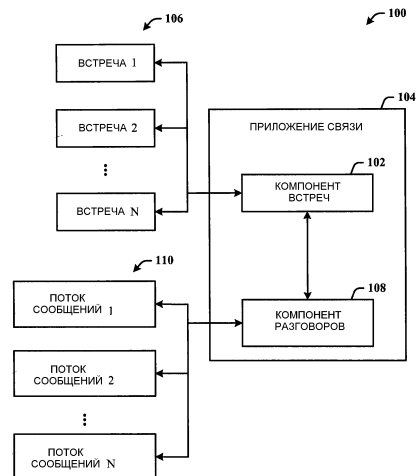 106
100
ВСТРЕЧА 1
104
ПРИЛОЖЕНИЕ СВЯЗИ
ВСТРЕЧА 2
102
КОМПОНЕНТ
ВСТРЕЧ
ВСТРЕЧА N
110
108
ПОТОК
СООБЩЕНИЙ 1
КОМПОНЕНТ
РАЗГОВОРОВ
ПОТОК
СООБЩЕНИЙ 2
ПОТОК
СООБЩЕНИЙ N